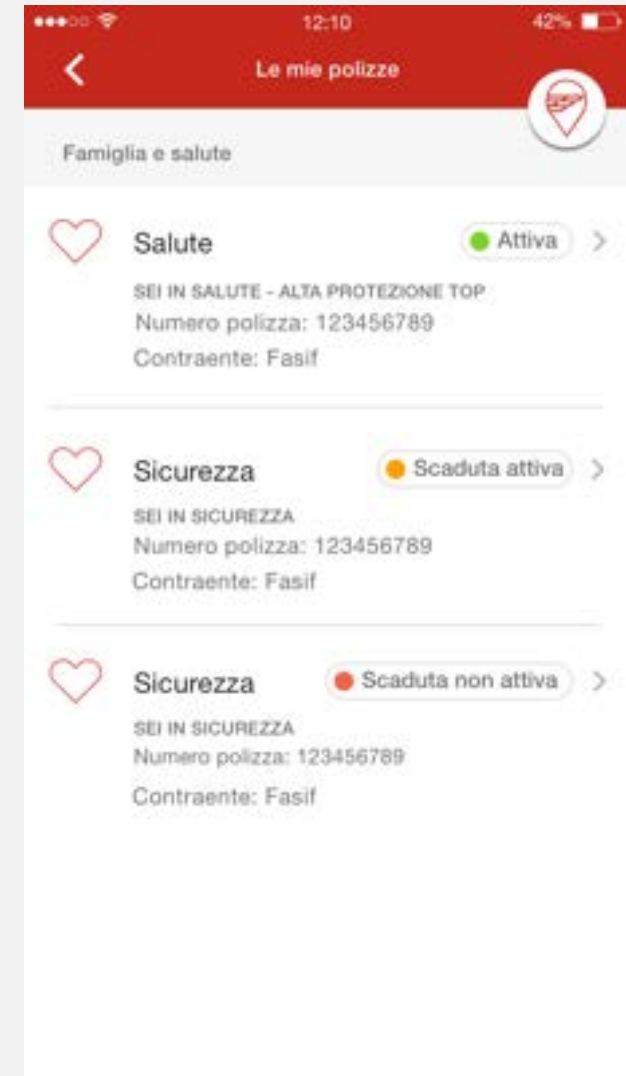 12:10
42%
Le mie polizze
Famiglia e salute
Salute
Attiva
SEI IN SALUTE - ALTA PROTEZIONE TOP
Numero polizza: 123456789
Contraente: Fasif
Sicurezza
Scaduta attiva
SEI IN SICUREZZA
Numero polizza: 123456789
Contraente: Fasif
Sicurezza
Scaduta non attiva
SEI IN SICUREZZA
Numero polizza: 123456789
Contraente: Fasif